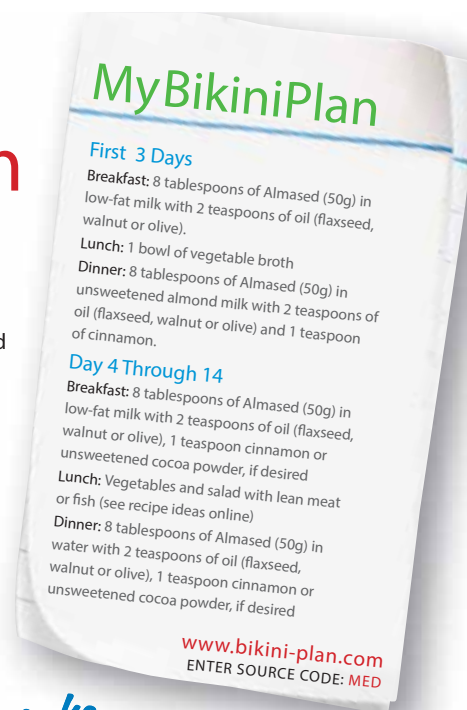 MyBikiniPlan
First 3 Days
Breakfast: 8 tablespoons of Almased (50g) in
low-fat milk with 2 teaspoons of oil (flaxseed,
walnut or olive).
Lunch: 1 bowl of vegetable broth
Dinner: 8 tablespoons of Almased (50g) in
unsweetened almond milk with 2 teaspoons of
oil (flaxseed, walnut or olive) and 1 teaspoon
of cinnamon.
Day 4 Through 14
Breakfast: 8 tablespoons of Almased (50g) in
low-fat milk with 2 teaspoons of oil (flaxseed,
walnut or olive), 1 teaspoon cinnamon or
unsweetened cocoa powder, if desired
Lunch: Vegetables and salad with lean meat
or fish (see recipe ideas online)
Dinner: 8 tablespoons of Almased (50g) in
water with 2 teaspoons of oil (flaxseed,
walnut or olive), 1 teaspoon cinnamon or
unsweetened cocoa powder, if desired
www.bikini-plan.com
ENTER SOURCE CODE: MED